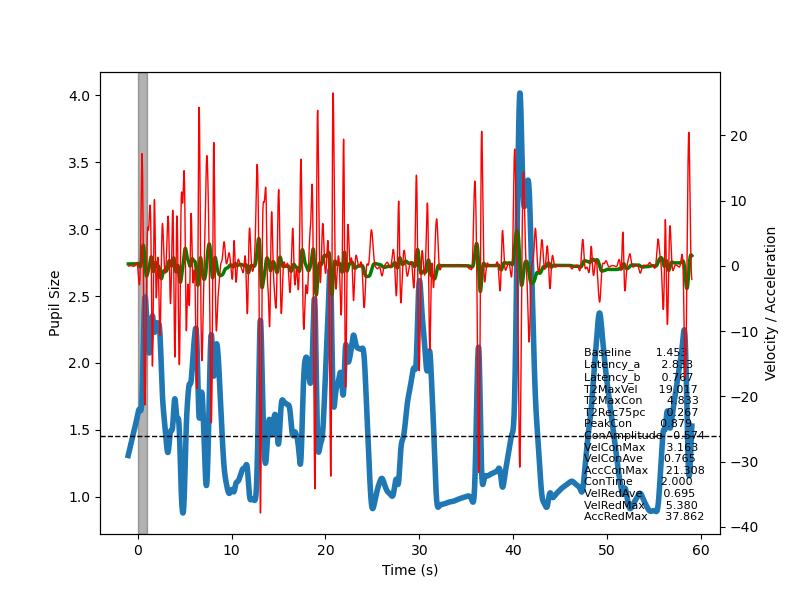 4.0
3.5
3.0
2.5
2.0
1.5
1.0
Pupil Size
0
10
20
30
40
50
60
Time (s)
20
10
0
−10
−20
−30
−40
Velocity / Acceleration
Baseline 1.453
Latency_a 2.833
Latency_b 0.767
T2MaxVel 19.017
T2MaxCon 4.833
T2Rec75pc 0.267
PeakCon 0.879
ConAmplitude 0.574
VelConMax 3.163
VelConAve 0.765
AccConMax 21.308
ConTime 2.000
VelRedAve 0.695
VelRedMax 5.380
AccRedMax 37.862